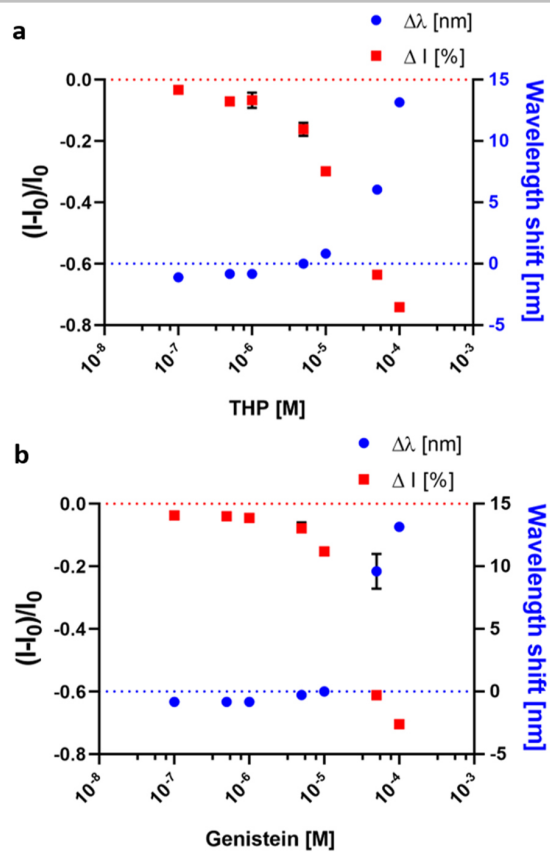 a
Δλ [nm]
Δ I [%]
0.0
-0.2
-0.4
-0.6
-0.8
(I-I₀)/I₀
15
10
5
0
-5
Wavelength shift [nm]
10⁻⁸
10⁻⁷
10⁻⁶
10⁻⁵
10⁻⁴
10⁻³
THP [M]
b
Δλ [nm]
Δ I [%]
0.0
-0.2
-0.4
-0.6
-0.8
(I-I₀)/I₀
15
10
5
0
-5
Wavelength shift [nm]
10⁻⁸
10⁻⁷
10⁻⁶
10⁻⁵
10⁻⁴
10⁻³
Genistein [M]